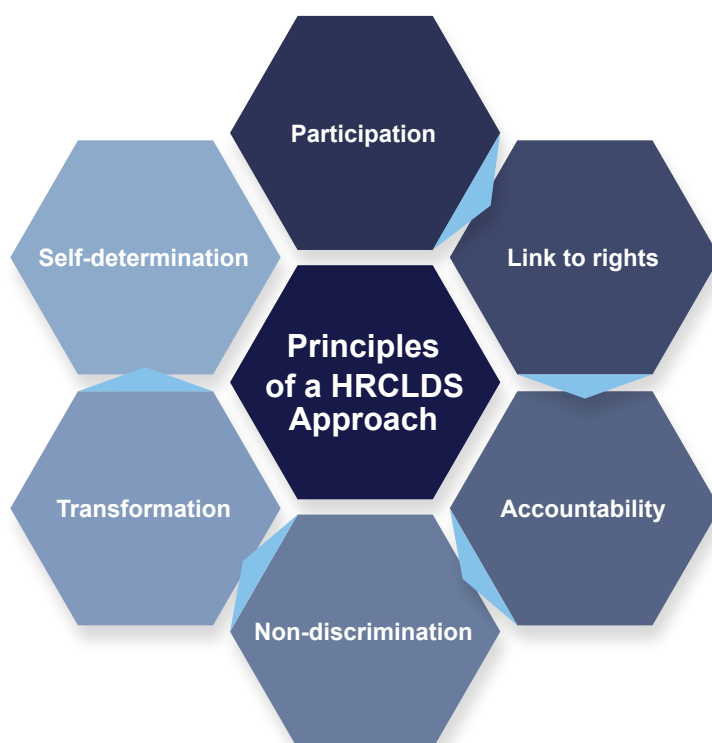 Participation
Self-determination
Link to rights
Principles
of a HRCLDS
Approach
Transformation
Accountability
Non-discrimination